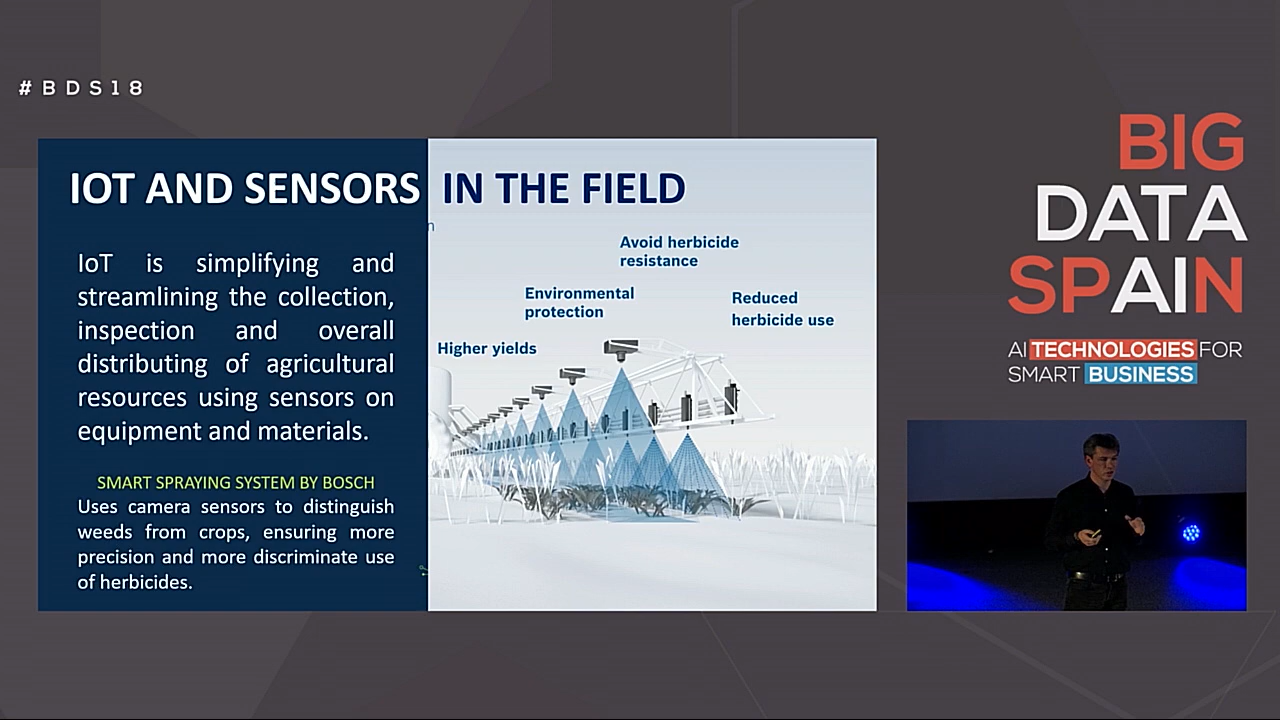 #BDS18
IOT AND SENSORS IN THE FIELD
IoT is simplifying and
streamlining the collection,
inspection and overall
distributing of agricultural
resources using sensors on
equipment and materials.
SMART SPRAYING SYSTEM BY BOSCH
Uses camera sensors to distinguish
weeds from crops, ensuring more
precision and more discriminate use
of herbicides.
n
Avoid herbicide
resistance
Environmental
protection
Reduced
herbicide use
Higher yields
BIG
DATA
SPAIN
AI TECHNOLOGIES FOR
SMART BUSINESS